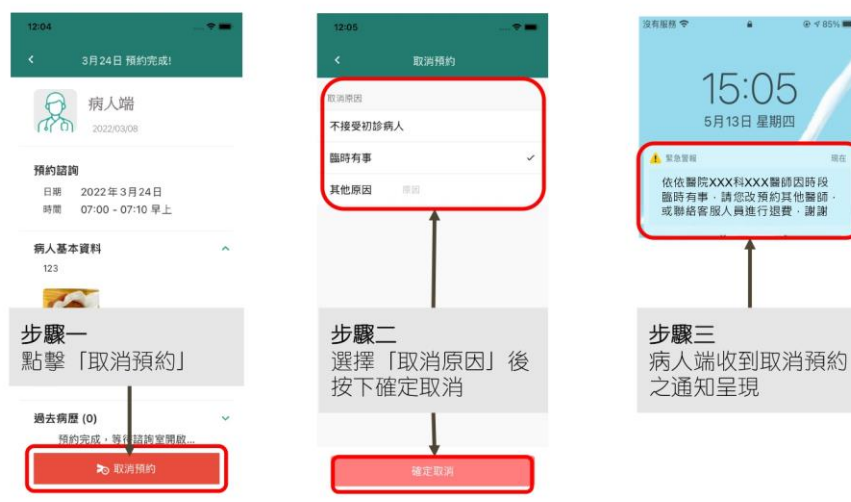 12:04
3月24日 預約完成!
病人端
2022/03/08
預約諮詢
日期 2022年3月24日
時間 07:00 - 07:10 早上
病人基本資料
123
步驟一
點擊「取消預約」
過去病歷 (0)
預約完成，等待諮詢室開啟...
取消預約
12:05
取消預約
取消原因
不接受初診病人
臨時有事
其他原因 原因
步驟二
選擇「取消原因」後
按下確定取消
確定取消
沒有服務 85%
15:05
5月13日 星期四
緊急警報 現在
依依醫院XXX科XXX醫師因時段
臨時有事，請您改預約其他醫師，
或聯絡客服人員進行退費，謝謝
步驟三
病人端收到取消預約
之通知呈現